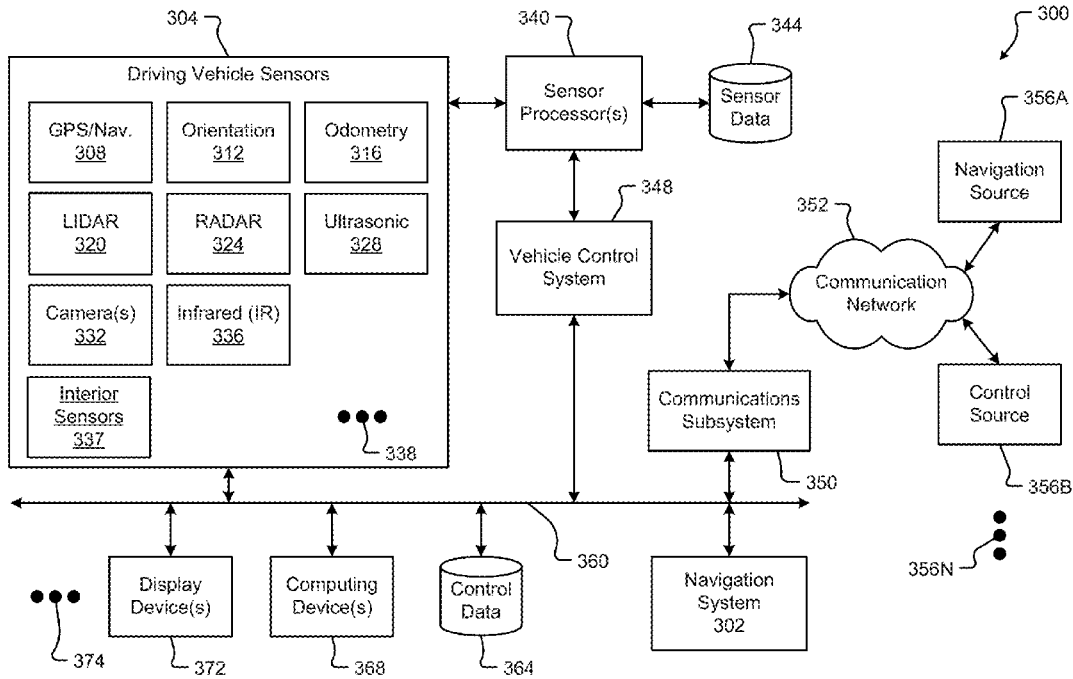 304
340
344
300
Driving Vehicle Sensors
GPS/Nav.
308
Orientation
312
Odometry
316
LIDAR
320
RADAR
324
Ultrasonic
328
Camera(s)
332
Infrared (IR)
336
Interior
Sensors
337
338
Sensor
Processor(s)
Sensor
Data
348
Vehicle Control
System
352
Communication
Network
356A
Navigation
Source
Control
Source
356B
356N
Communications
Subsystem
350
360
Display
Device(s)
372
374
Computing
Device(s)
368
Control
Data
364
Navigation
System
302